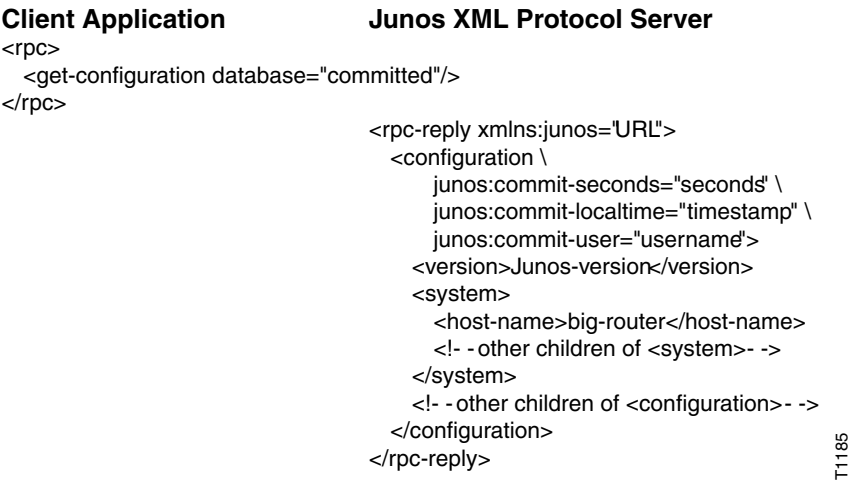 Client Application Junos XML Protocol Server
<rpc>
<get-configuration database="committed"/>
</rpc>
<rpc-reply xmlns:junos="URL">
<configuration \
junos:commit-seconds="seconds" \
junos:commit-localtime="timestamp" \
junos:commit-user="username">
<version>Junos-version</version>
<system>
<host-name>big-router</host-name>
<!- - other children of <system>- ->
</system>
<!- - other children of <configuration>- ->
</configuration>
</rpc-reply>
T1185